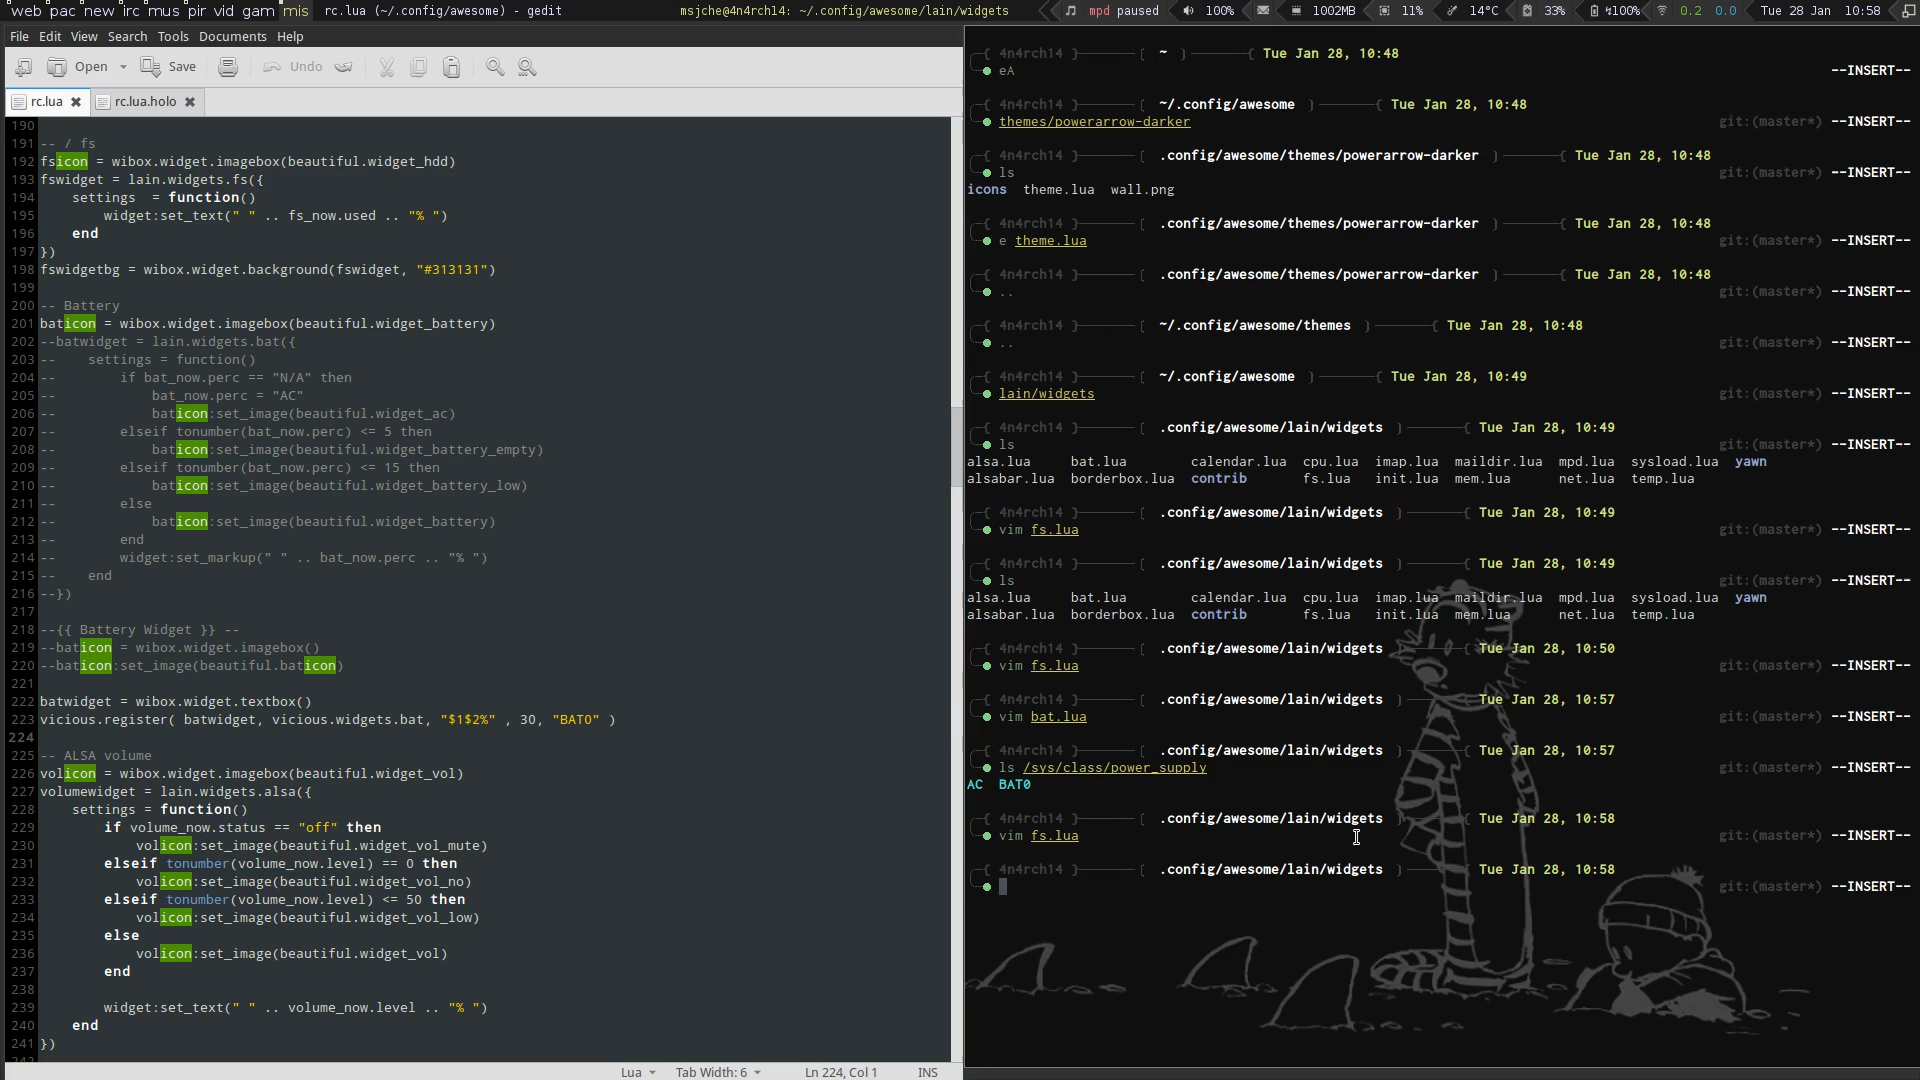 web pac new irc mus pir vid gam mis rc.lua (~/.config/awesome) - gedit msjche@4n4rch14: ~/.config/awesome/lain/widgets mpd paused 100% 1002MB 11% 14°C 33% ↯100% 0.2 0.0 Tue 28 Jan 10:58
File Edit View Search Tools Documents Help
Open Save Undo
rc.lua rc.lua.holo
190
191 -- / fs
192 fsicon = wibox.widget.imagebox(beautiful.widget_hdd)
193 fswidget = lain.widgets.fs({
194     settings  = function()
195         widget:set_text(" " .. fs_now.used .. "% ")
196     end
197 })
198 fswidgetbg = wibox.widget.background(fswidget, "#313131")
199
200 -- Battery
201 baticon = wibox.widget.imagebox(beautiful.widget_battery)
202 --batwidget = lain.widgets.bat({
203 --    settings = function()
204 --        if bat_now.perc == "N/A" then
205 --            bat_now.perc = "AC"
206 --            baticon:set_image(beautiful.widget_ac)
207 --        elseif tonumber(bat_now.perc) <= 5 then
208 --            baticon:set_image(beautiful.widget_battery_empty)
209 --        elseif tonumber(bat_now.perc) <= 15 then
210 --            baticon:set_image(beautiful.widget_battery_low)
211 --        else
212 --            baticon:set_image(beautiful.widget_battery)
213 --        end
214 --        widget:set_markup(" " .. bat_now.perc .. "% ")
215 --    end
216 --})
217
218 --{{ Battery Widget }} --
219 --baticon = wibox.widget.imagebox()
220 --baticon:set_image(beautiful.baticon)
221
222 batwidget = wibox.widget.textbox()
223 vicious.register( batwidget, vicious.widgets.bat, "$1$2%" , 30, "BAT0" )
224
225 -- ALSA volume
226 volicon = wibox.widget.imagebox(beautiful.widget_vol)
227 volumewidget = lain.widgets.alsa({
228     settings = function()
229         if volume_now.status == "off" then
230             volicon:set_image(beautiful.widget_vol_mute)
231         elseif tonumber(volume_now.level) == 0 then
232             volicon:set_image(beautiful.widget_vol_no)
233         elseif tonumber(volume_now.level) <= 50 then
234             volicon:set_image(beautiful.widget_vol_low)
235         else
236             volicon:set_image(beautiful.widget_vol)
237         end
238
239         widget:set_text(" " .. volume_now.level .. "% ")
240     end
241 })
Lua Tab Width: 6 Ln 224, Col 1 INS
{ 4n4rch14 } [ ~ ] { Tue Jan 28, 10:48
eA --INSERT--
{ 4n4rch14 } [ ~/.config/awesome ] { Tue Jan 28, 10:48
themes/powerarrow-darker git:(master*) --INSERT--
{ 4n4rch14 } [ .config/awesome/themes/powerarrow-darker ] { Tue Jan 28, 10:48
ls git:(master*) --INSERT--
icons theme.lua wall.png
{ 4n4rch14 } [ .config/awesome/themes/powerarrow-darker ] { Tue Jan 28, 10:48
e theme.lua git:(master*) --INSERT--
{ 4n4rch14 } [ .config/awesome/themes/powerarrow-darker ] { Tue Jan 28, 10:48
.. git:(master*) --INSERT--
{ 4n4rch14 } [ ~/.config/awesome/themes ] { Tue Jan 28, 10:48
.. git:(master*) --INSERT--
{ 4n4rch14 } [ ~/.config/awesome ] { Tue Jan 28, 10:49
lain/widgets git:(master*) --INSERT--
{ 4n4rch14 } [ .config/awesome/lain/widgets ] { Tue Jan 28, 10:49
ls git:(master*) --INSERT--
alsa.lua bat.lua calendar.lua cpu.lua imap.lua maildir.lua mpd.lua sysload.lua yawn
alsabar.lua borderbox.lua contrib fs.lua init.lua mem.lua net.lua temp.lua
{ 4n4rch14 } [ .config/awesome/lain/widgets ] { Tue Jan 28, 10:49
vim fs.lua git:(master*) --INSERT--
{ 4n4rch14 } [ .config/awesome/lain/widgets ] { Tue Jan 28, 10:49
ls git:(master*) --INSERT--
alsa.lua bat.lua calendar.lua cpu.lua imap.lua maildir.lua mpd.lua sysload.lua yawn
alsabar.lua borderbox.lua contrib fs.lua init.lua mem.lua net.lua temp.lua
{ 4n4rch14 } [ .config/awesome/lain/widgets ] { Tue Jan 28, 10:50
vim fs.lua git:(master*) --INSERT--
{ 4n4rch14 } [ .config/awesome/lain/widgets ] { Tue Jan 28, 10:57
vim bat.lua git:(master*) --INSERT--
{ 4n4rch14 } [ .config/awesome/lain/widgets ] { Tue Jan 28, 10:57
ls /sys/class/power_supply git:(master*) --INSERT--
AC BAT0
{ 4n4rch14 } [ .config/awesome/lain/widgets ] { Tue Jan 28, 10:58
vim fs.lua git:(master*) --INSERT--
{ 4n4rch14 } [ .config/awesome/lain/widgets ] { Tue Jan 28, 10:58
git:(master*) --INSERT--